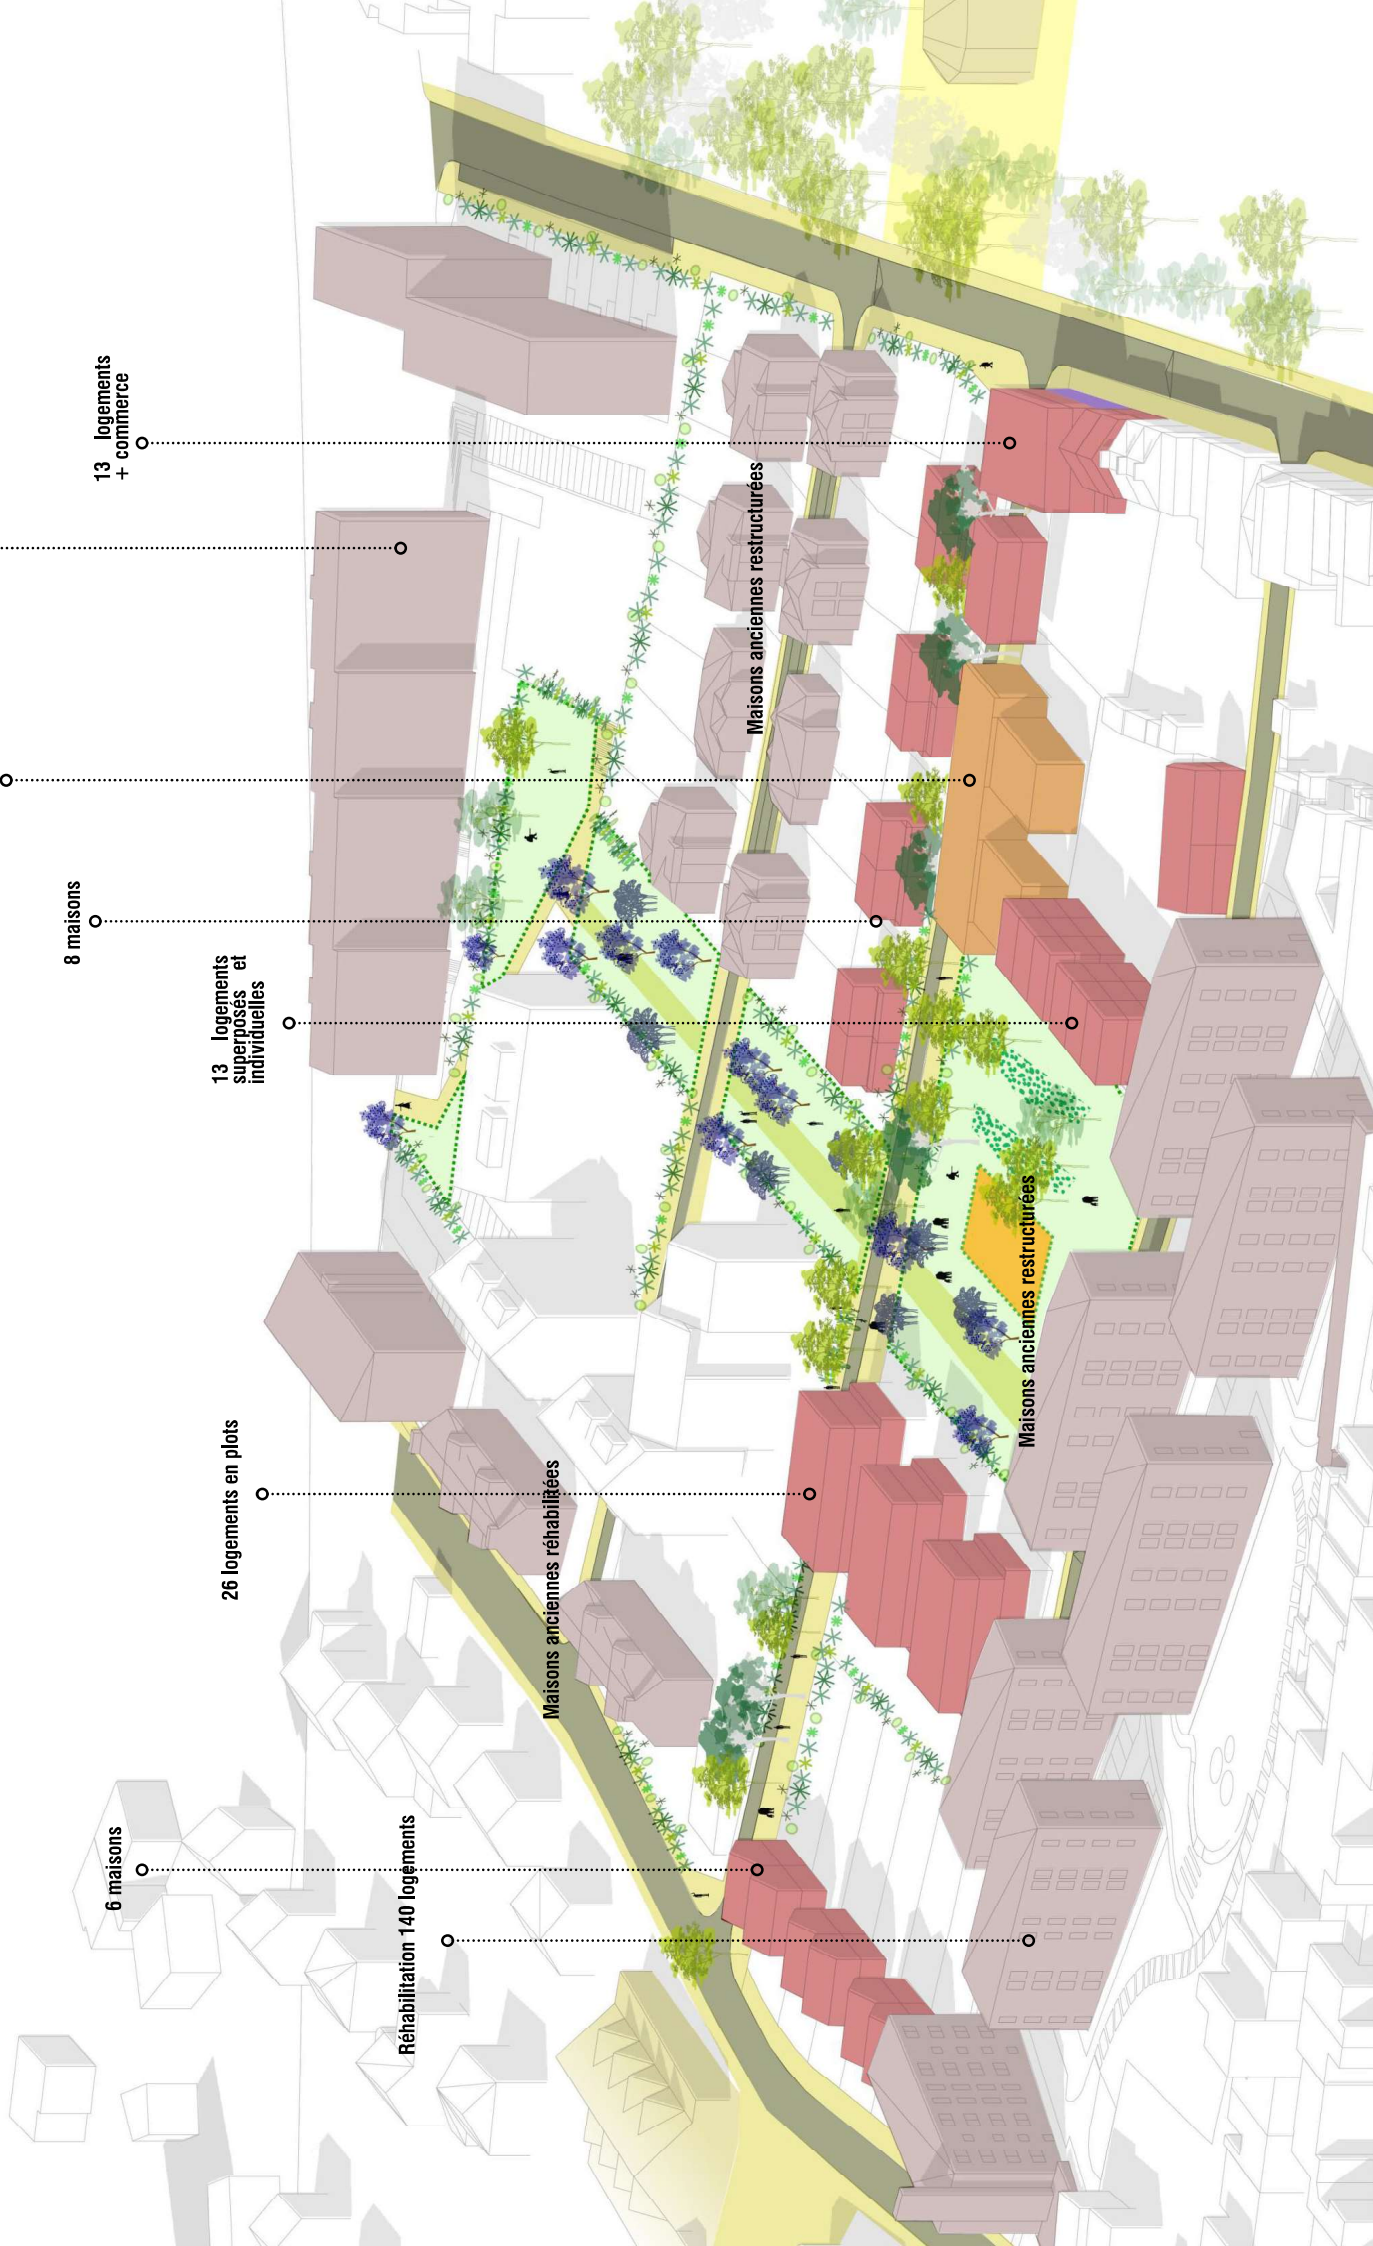 6 maisons
Réhabilitation 140 logements
26 logements en plots
Maisons anciennes réhabilitées
8 maisons
13 logements
superposés et
individuelles
Maisons anciennes restructurées
13 logements
+ commerce
Maisons anciennes restructurées